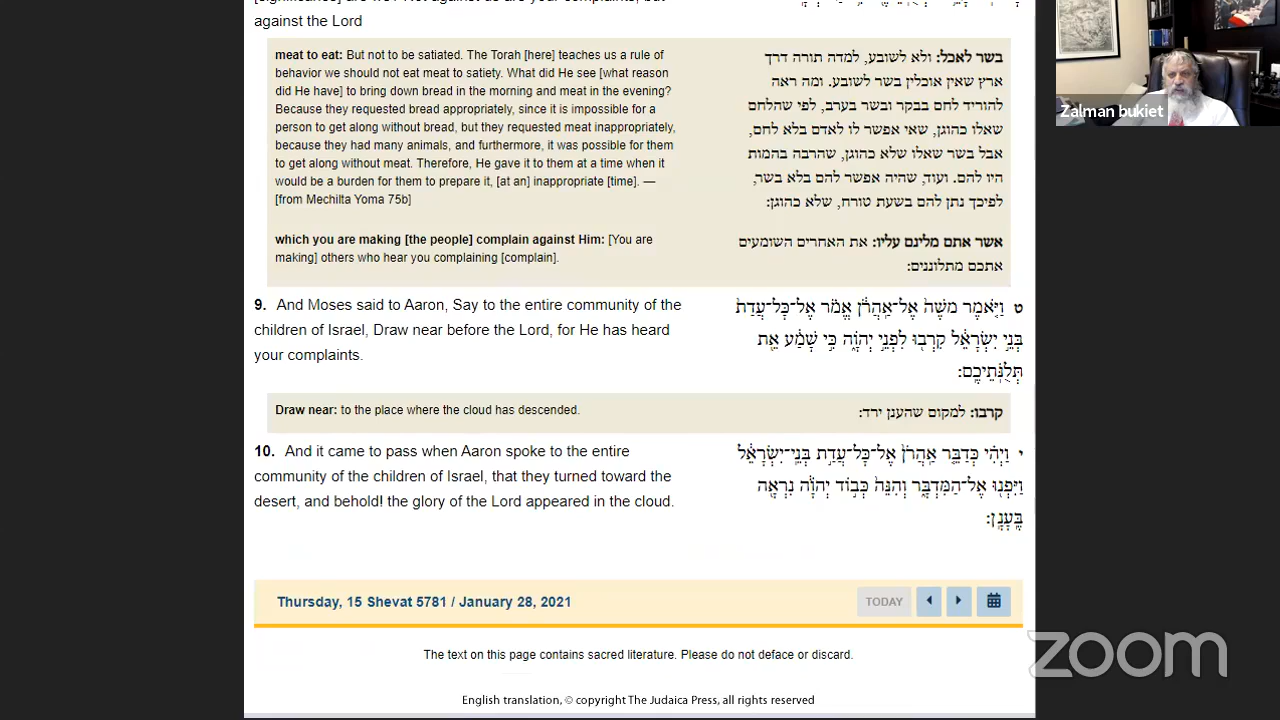 against the Lord
meat to eat: But not to be satiated. The Torah [here] teaches us a rule of
behavior we should not eat meat to satiety. What did He see [what reason
did He have] to bring down bread in the morning and meat in the evening?
Because they requested bread appropriately, since it is impossible for a
person to get along without bread, but they requested meat inappropriately,
because they had many animals, and furthermore, it was possible for them
to get along without meat. Therefore, He gave it to them at a time when it
would be a burden for them to prepare it, [at an] inappropriate [time]. —
[from Mechilta Yoma 75b]
בשר לאכל: ולא לשובע, למדה תורה דרך
ארץ שאין אוכלין בשר לשובע. ומה ראה
להוריד לחם בבקר ובשר בערב, לפי שהלחם
שאלו כהוגן, שאי אפשר לו לאדם בלא לחם,
אבל בשר שאלו שלא כהוגן, שהרבה בהמות
היו להם. ועוד, שהיה אפשר להם בלא בשר,
לפיכך נתן להם בשעת טורח, שלא כהוגן:
which you are making [the people] complain against Him: [You are
making] others who hear you complaining [complain].
אשר אתם מלינם עליו: את האחרים השומעים
אתכם מתלוננים:
9. And Moses said to Aaron, Say to the entire community of the
children of Israel, Draw near before the Lord, for He has heard
your complaints.
ט וַיֹּ֤אמֶר משֶׁה֙ אֶל־אַֽהֲרֹ֔ן אֱמֹ֗ר אֶל־כָּל־עֲדַת֙
בְּנֵ֣י יִשְׂרָאֵ֔ל קִרְב֖וּ לִפְנֵ֣י יְהֹוָ֑ה כִּ֣י שָׁמַ֔ע אֵ֖ת
תְּלֻנֹּֽתֵיכֶֽם:
Draw near: to the place where the cloud has descended.
קרבו: למקום שהענן ירד:
10. And it came to pass when Aaron spoke to the entire
community of the children of Israel, that they turned toward the
desert, and behold! the glory of the Lord appeared in the cloud.
י וַיְהִ֗י כְּדַבֵּ֤ר אַֽהֲרֹן֙ אֶל־כָּל־עֲדַ֣ת בְּנֵֽי־יִשְׂרָאֵ֔ל
וַיִּפְנ֖וּ אֶל־הַמִּדְבָּ֑ר וְהִנֵּה֙ כְּב֣וֹד יְהֹוָ֔ה נִרְאָ֖ה
בֶּֽעָנָֽן:
Thursday, 15 Shevat 5781 / January 28, 2021
TODAY
The text on this page contains sacred literature. Please do not deface or discard.
English translation, © copyright The Judaica Press, all rights reserved
Zalman bukiet
zoom